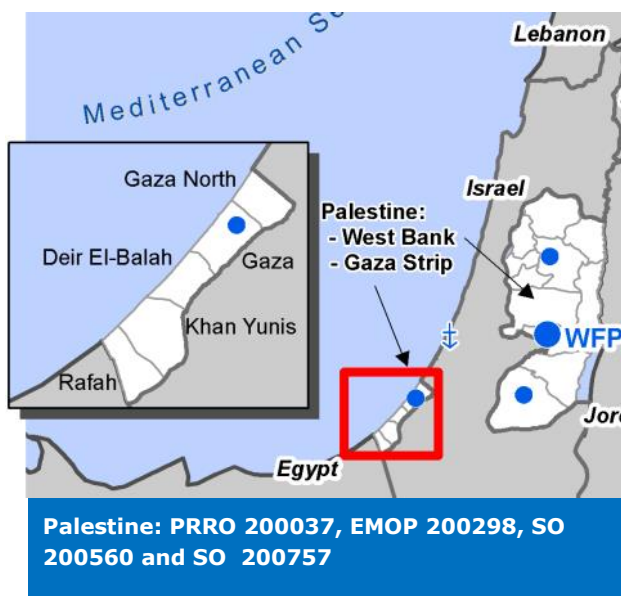 Mediterranean
Lebanon
Gaza North
Israel
Palestine:
- West Bank
- Gaza Strip
Deir El-Balah
Gaza
Khan Yunis
WFP
Rafah
Egypt
Palestine: PRRO 200037, EMOP 200298, SO
200560 and SO 200757